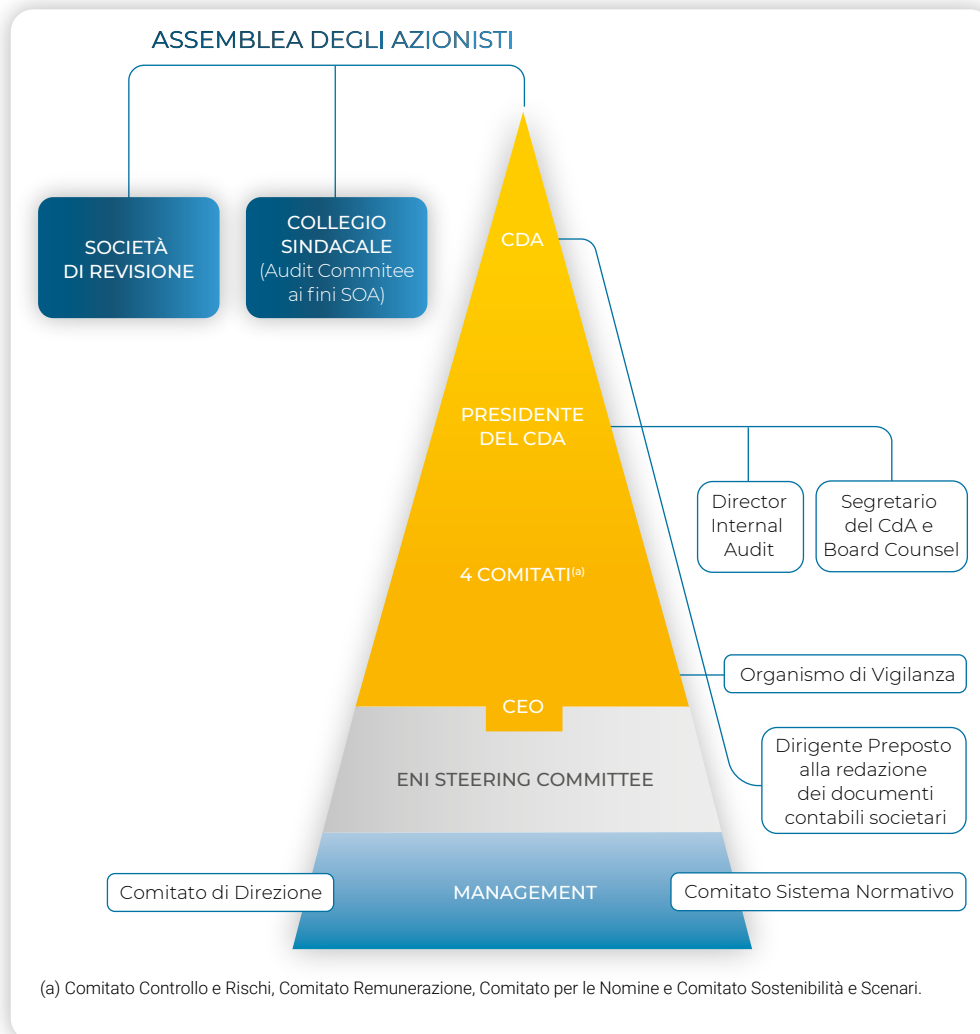 ASSEMBLEA DEGLI AZIONISTI
SOCIETÀ
DI REVISIONE
COLLEGIO
SINDACALE
(Audit Commitee
ai fini SOA)
CDA
PRESIDENTE
DEL CDA
Director
Internal
Audit
Segretario
del CdA e
Board Counsel
4 COMITATI(a)
Organismo di Vigilanza
CEO
Dirigente Preposto
alla redazione
dei documenti
contabili societari
ENI STEERING COMMITTEE
Comitato di Direzione
MANAGEMENT
Comitato Sistema Normativo
(a) Comitato Controllo e Rischi, Comitato Remunerazione, Comitato per le Nomine e Comitato Sostenibilità e Scenari.